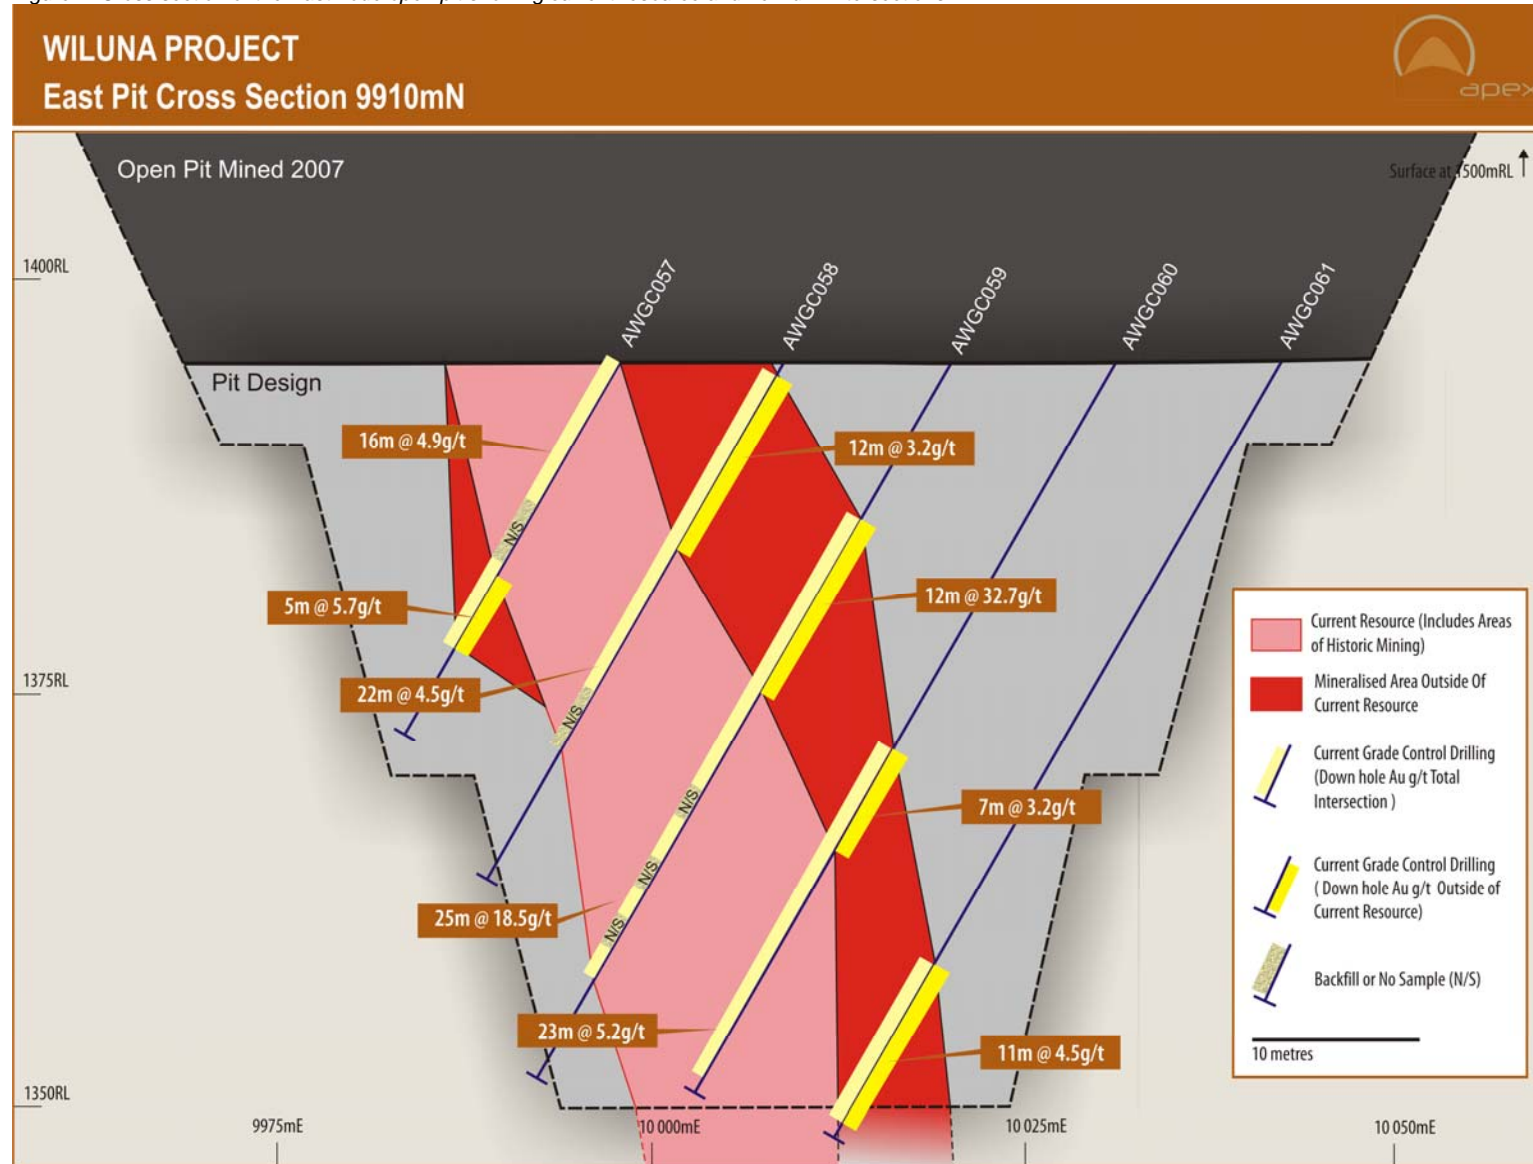 WILUNA PROJECT
East Pit Cross Section 9910mN
apex
Open Pit Mined 2007
Surface at 1500mRL
1400RL
AWGC057
AWGC058
AWGC059
AWGC060
AWGC061
Pit Design
16m @ 4.9g/t
12m @ 3.2g/t
N/S
5m @ 5.7g/t
12m @ 32.7g/t
1375RL
22m @ 4.5g/t
N/S
N/S
7m @ 3.2g/t
N/S
25m @ 18.5g/t
N/S
23m @ 5.2g/t
11m @ 4.5g/t
1350RL
9975mE
10 000mE
10 025mE
10 050mE
Current Resource (Includes Areas
of Historic Mining)
Mineralised Area Outside Of
Current Resource
Current Grade Control Drilling
(Down hole Au g/t Total
Intersection )
Current Grade Control Drilling
( Down hole Au g/t Outside of
Current Resource)
Backfill or No Sample (N/S)
10 metres